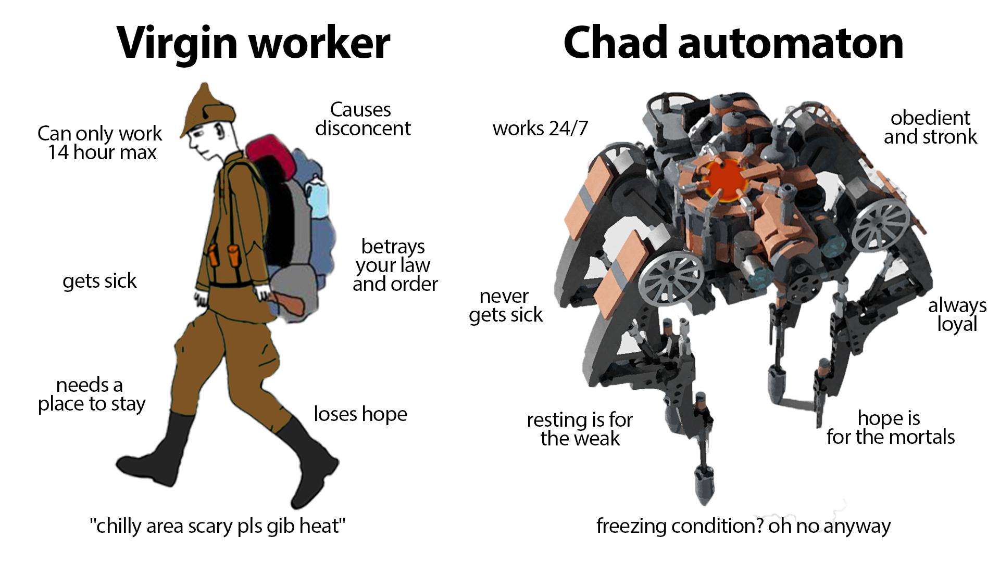 Virgin worker
Can only work
14 hour max
Causes
disconcent
gets sick
betrays
your law
and order
needs a
place to stay
loses hope
"chilly area scary pls gib heat"
Chad automaton
works 24/7
obedient
and stronk
never
gets sick
always
loyal
resting is for
the weak
hope is
for the mortals
freezing condition? oh no anyway